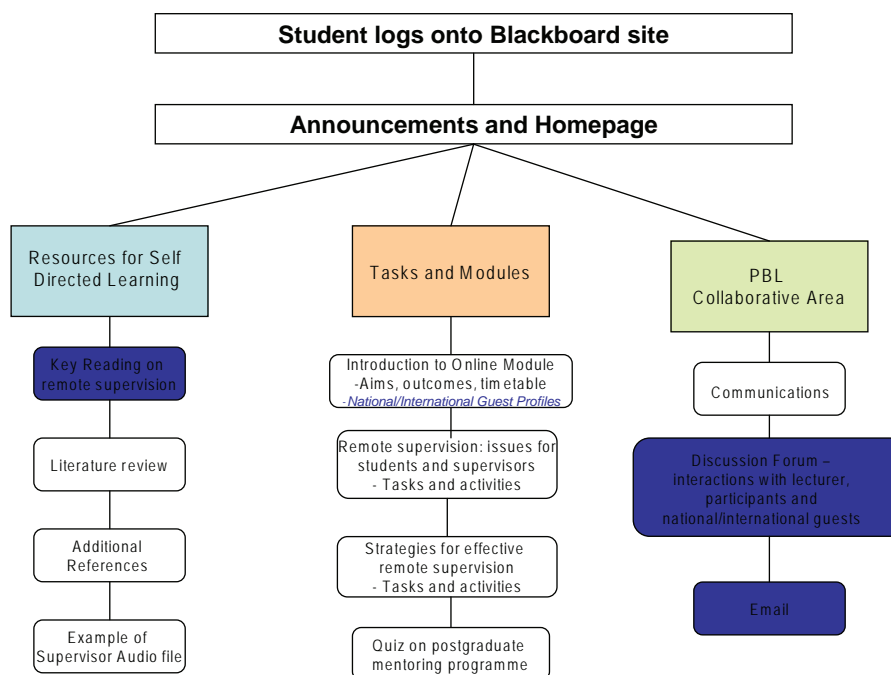 Student logs onto Blackboard site
Announcements and Homepage
Resources for Self
Directed Learning
Key Reading on
remote supervision
Literature review
Additional
References
Example of
Supervisor Audio file
Tasks and Modules
Introduction to Online Module
-Aims, outcomes, timetable
- National/International Guest Profiles
Remote supervision: issues for
students and supervisors
- Tasks and activities
Strategies for effective
remote supervision
- Tasks and activities
Quiz on postgraduate
mentoring programme
PBL
Collaborative Area
Communications
Discussion Forum –
interactions with lecturer,
participants and
national/international guests
Email